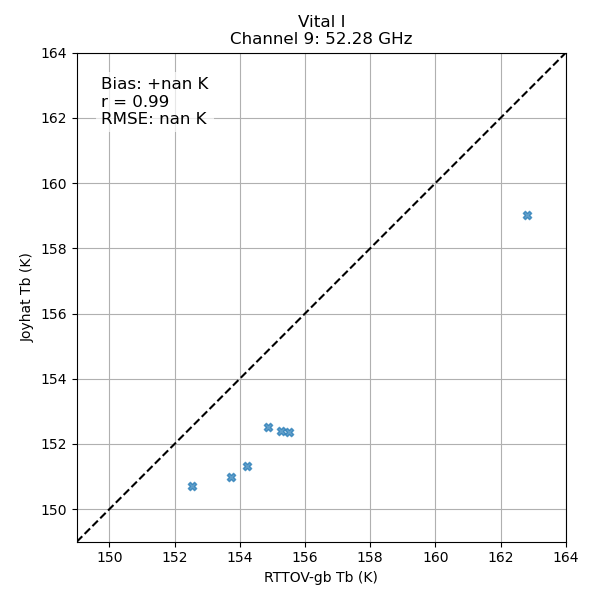 Vital I
Channel 9: 52.28 GHz
Bias: +nan K
r = 0.99
RMSE: nan K
164
162
160
158
156
154
152
150
Joyhat Tb (K)
150 152 154 156 158 160 162 164
RTTOV-gb Tb (K)